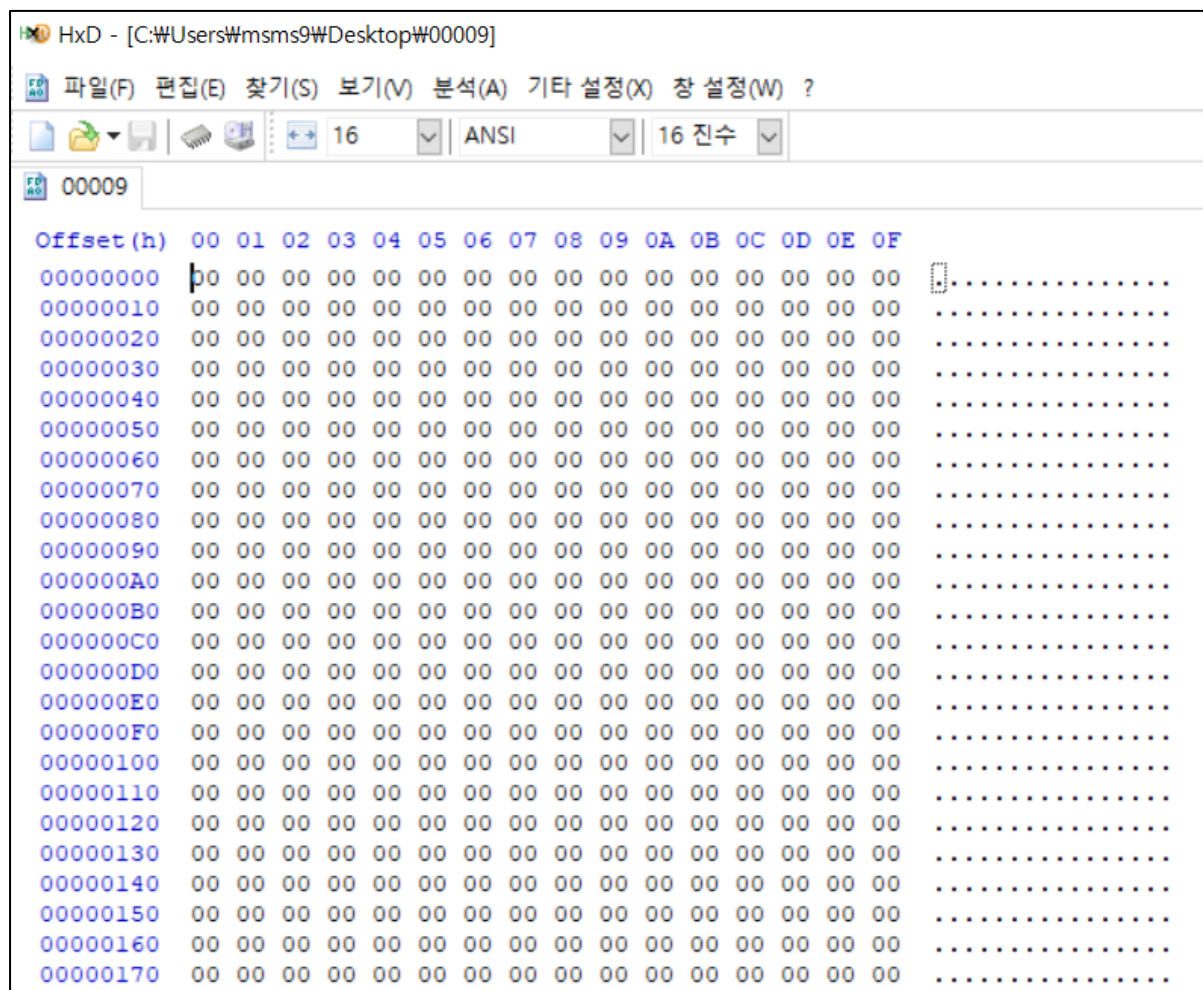 HxD - [C:₩Users₩msms9₩Desktop₩00009]
파일(F) 편집(E) 찾기(S) 보기(V) 분석(A) 기타 설정(X) 창 설정(W) ?
16 ANSI 16 진수
00009
Offset(h) 00 01 02 03 04 05 06 07 08 09 0A 0B 0C 0D 0E 0F
00000000 00 00 00 00 00 00 00 00 00 00 00 00 00 00 00 00 ................
00000010 00 00 00 00 00 00 00 00 00 00 00 00 00 00 00 00 ................
00000020 00 00 00 00 00 00 00 00 00 00 00 00 00 00 00 00 ................
00000030 00 00 00 00 00 00 00 00 00 00 00 00 00 00 00 00 ................
00000040 00 00 00 00 00 00 00 00 00 00 00 00 00 00 00 00 ................
00000050 00 00 00 00 00 00 00 00 00 00 00 00 00 00 00 00 ................
00000060 00 00 00 00 00 00 00 00 00 00 00 00 00 00 00 00 ................
00000070 00 00 00 00 00 00 00 00 00 00 00 00 00 00 00 00 ................
00000080 00 00 00 00 00 00 00 00 00 00 00 00 00 00 00 00 ................
00000090 00 00 00 00 00 00 00 00 00 00 00 00 00 00 00 00 ................
000000A0 00 00 00 00 00 00 00 00 00 00 00 00 00 00 00 00 ................
000000B0 00 00 00 00 00 00 00 00 00 00 00 00 00 00 00 00 ................
000000C0 00 00 00 00 00 00 00 00 00 00 00 00 00 00 00 00 ................
000000D0 00 00 00 00 00 00 00 00 00 00 00 00 00 00 00 00 ................
000000E0 00 00 00 00 00 00 00 00 00 00 00 00 00 00 00 00 ................
000000F0 00 00 00 00 00 00 00 00 00 00 00 00 00 00 00 00 ................
00000100 00 00 00 00 00 00 00 00 00 00 00 00 00 00 00 00 ................
00000110 00 00 00 00 00 00 00 00 00 00 00 00 00 00 00 00 ................
00000120 00 00 00 00 00 00 00 00 00 00 00 00 00 00 00 00 ................
00000130 00 00 00 00 00 00 00 00 00 00 00 00 00 00 00 00 ................
00000140 00 00 00 00 00 00 00 00 00 00 00 00 00 00 00 00 ................
00000150 00 00 00 00 00 00 00 00 00 00 00 00 00 00 00 00 ................
00000160 00 00 00 00 00 00 00 00 00 00 00 00 00 00 00 00 ................
00000170 00 00 00 00 00 00 00 00 00 00 00 00 00 00 00 00 ................